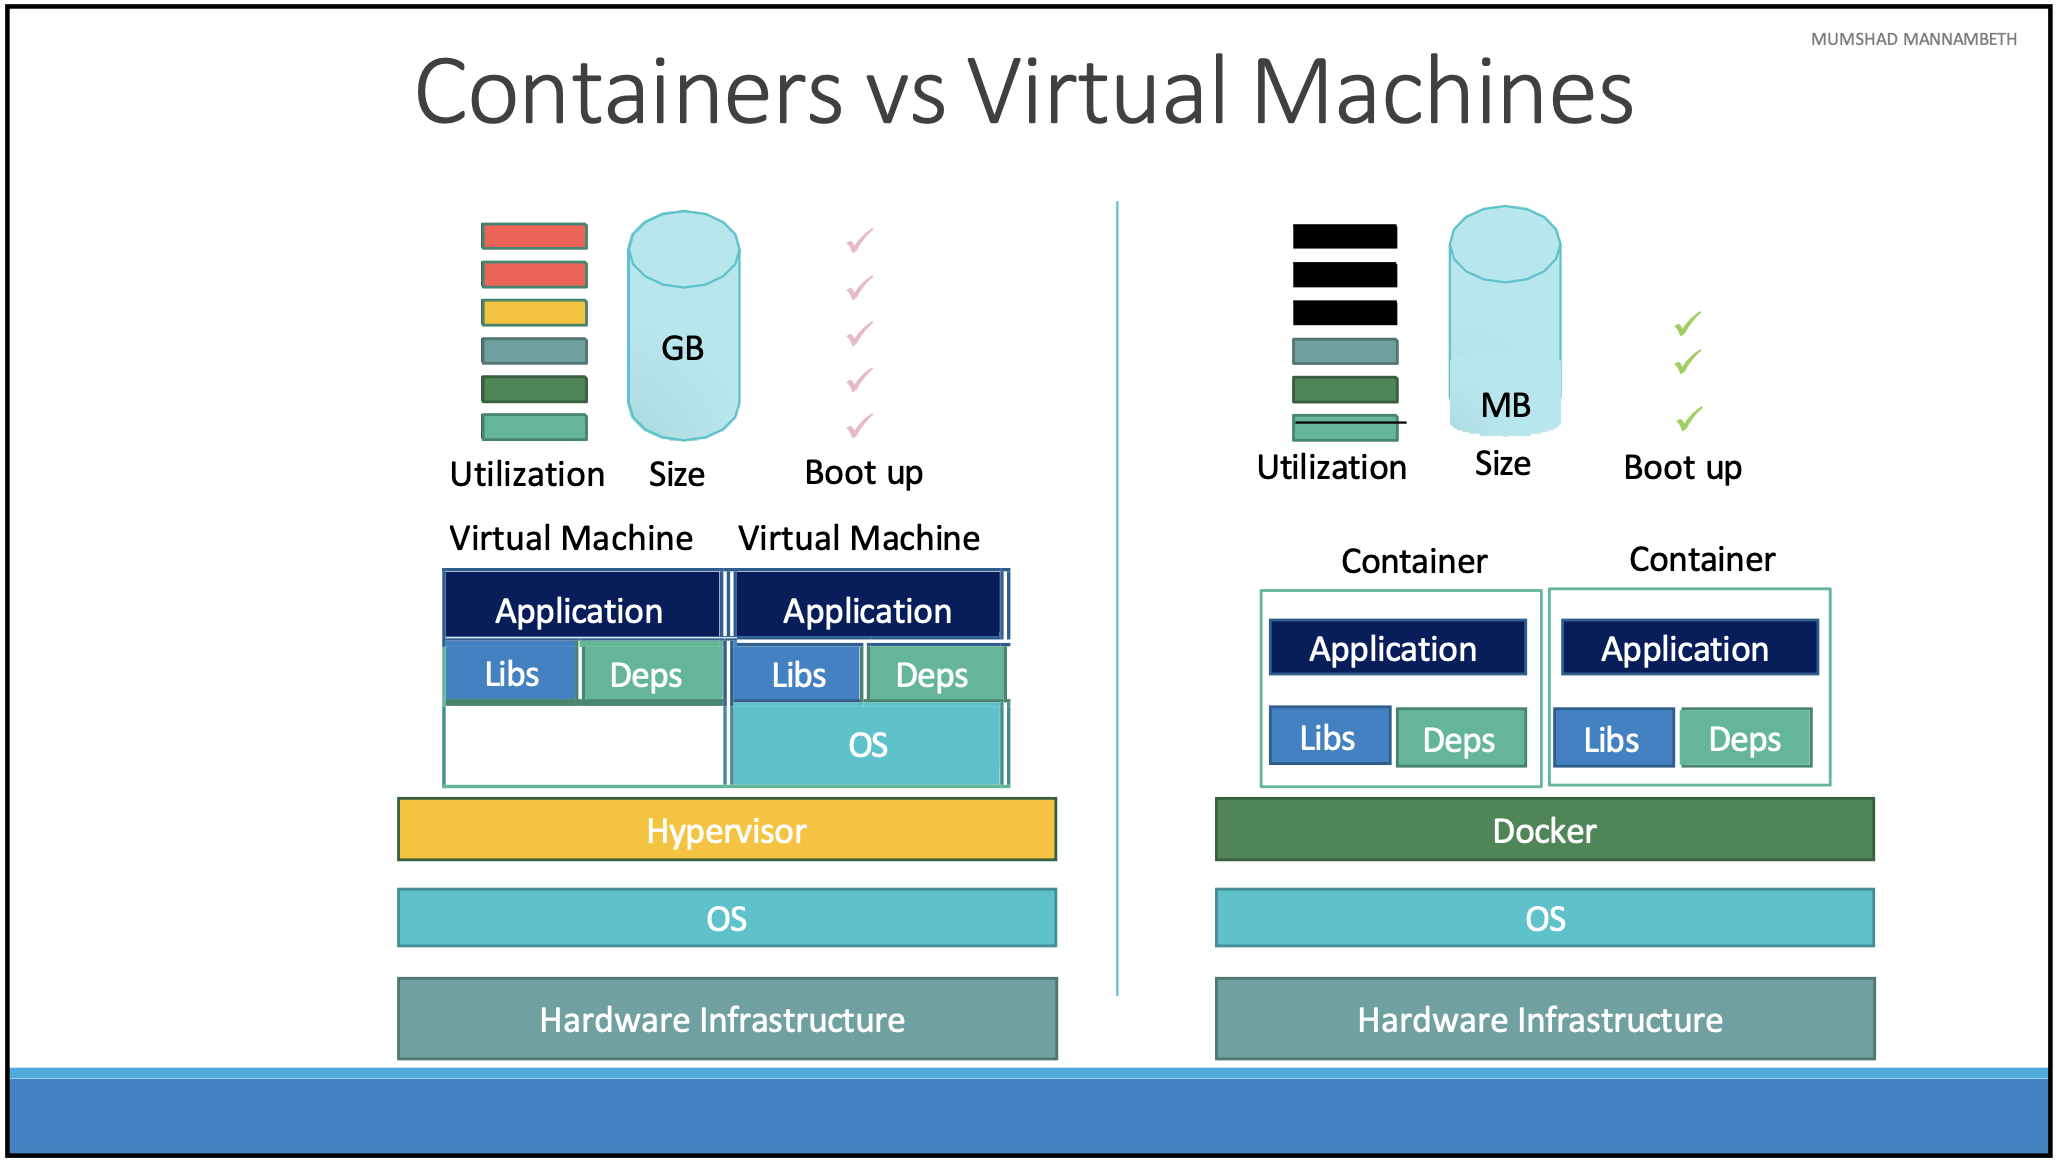 MUMSHAD MANNAMBETH
Containers vs Virtual Machines
GB
Utilization
Size
Boot up
Virtual Machine
Virtual Machine
Application
Application
Libs
Deps
Libs
Deps
OS
Hypervisor
OS
Hardware Infrastructure
MB
Utilization
Size
Boot up
Container
Container
Application
Application
Libs
Deps
Libs
Deps
Docker
OS
Hardware Infrastructure